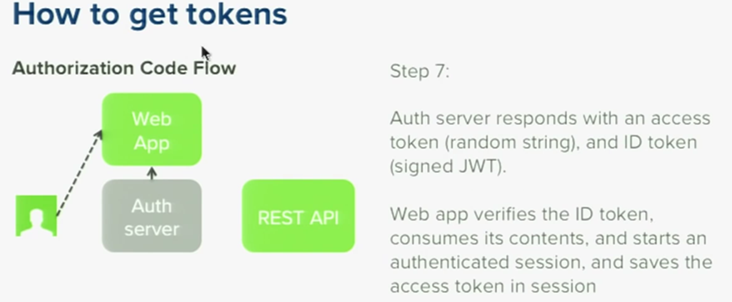 How to get tokens
Authorization Code Flow
Web
App
Auth
server
REST API
Step 7:
Auth server responds with an access
token (random string), and ID token
(signed JWT).
Web app verifies the ID token,
consumes its contents, and starts an
authenticated session, and saves the
access token in session